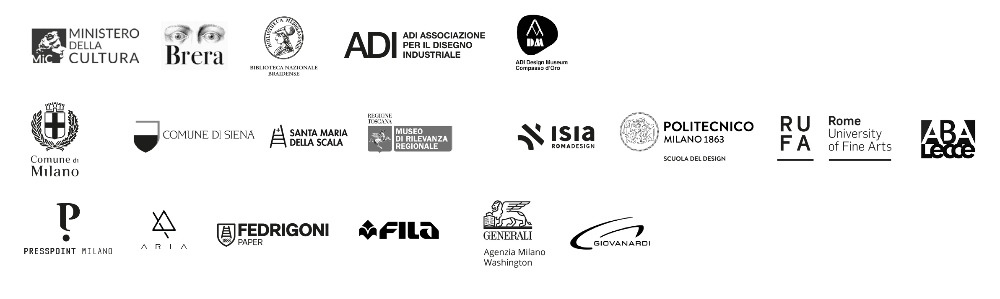 MiC
MINISTERO
DELLA
CULTURA
Brera
BIBLIOTHECA MEDIOLANENSIS
BIBLIOTECA NAZIONALE
BRAIDENSE
ADI
ADI ASSOCIAZIONE
PER IL DISEGNO
INDUSTRIALE
A
DM
ADI Design Museum
Compasso d'Oro
Comune di
Milano
COMUNE DI SIENA
SANTA MARIA
DELLA SCALA
REGIONE
TOSCANA
MUSEO
DI RILEVANZA
REGIONALE
ISIA
ROMADESIGN
POLITECNICO
MILANO 1863
SCUOLA DEL DESIGN
RU
FA
Rome
University
of Fine Arts
ABA
Lecce
PRESSPOINT MILANO
ARIA
1888
FEDRIGONI
PAPER
FILA
GENERALI
Agenzia Milano
Washington
GIOVANARDI